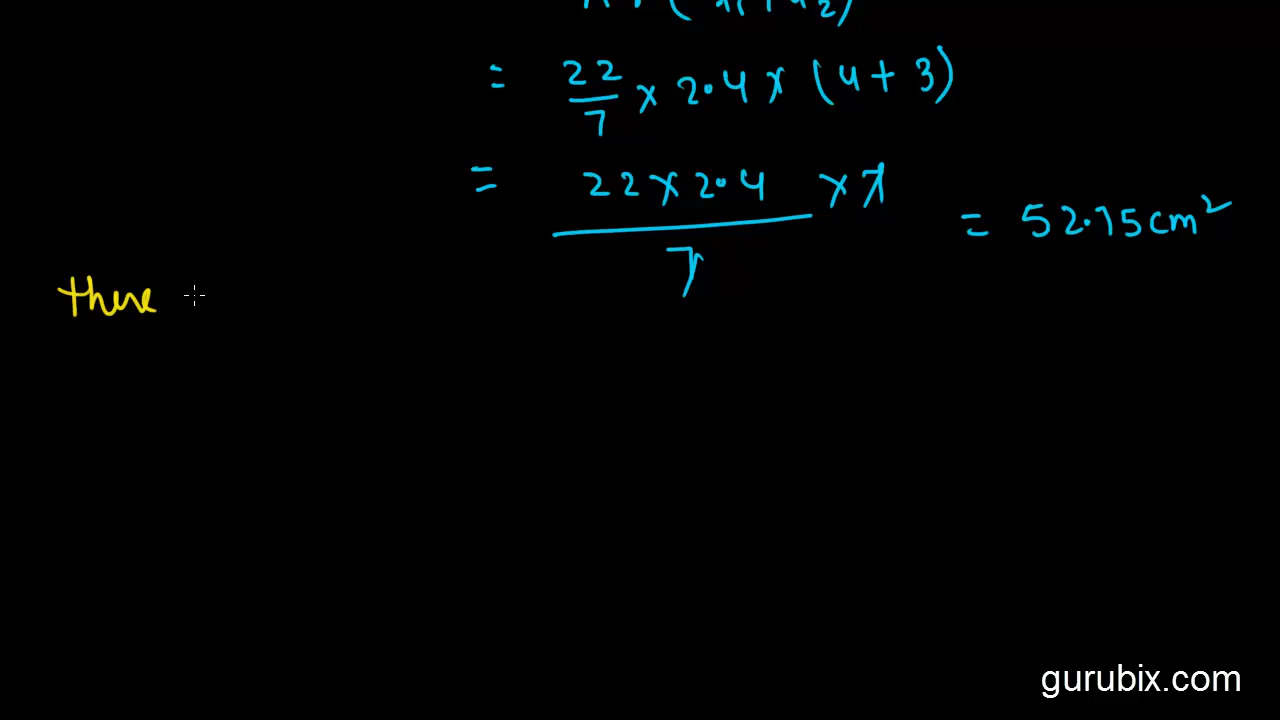 = 22/7 x 2.4 x (4 + 3)
= 22 x 2.4 x 7 / 7 = 52.75 cm²
there
gurubix.com